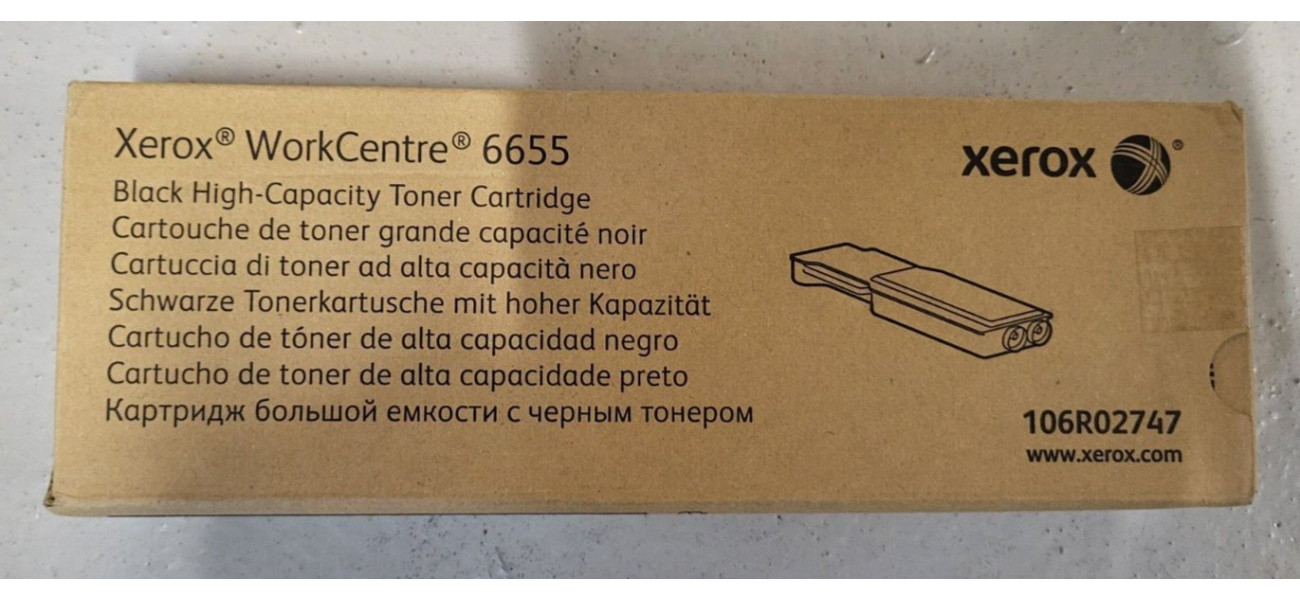 Xerox® WorkCentre® 6655
Black High-Capacity Toner Cartridge
Cartouche de toner grande capacité noir
Cartuccia di toner ad alta capacità nero
Schwarze Tonerkartusche mit hoher Kapazität
Cartucho de tóner de alta capacidad negro
Cartucho de toner de alta capacidade preto
Картридж большой емкости с черным тонером
xerox ®
106R02747
www.xerox.com